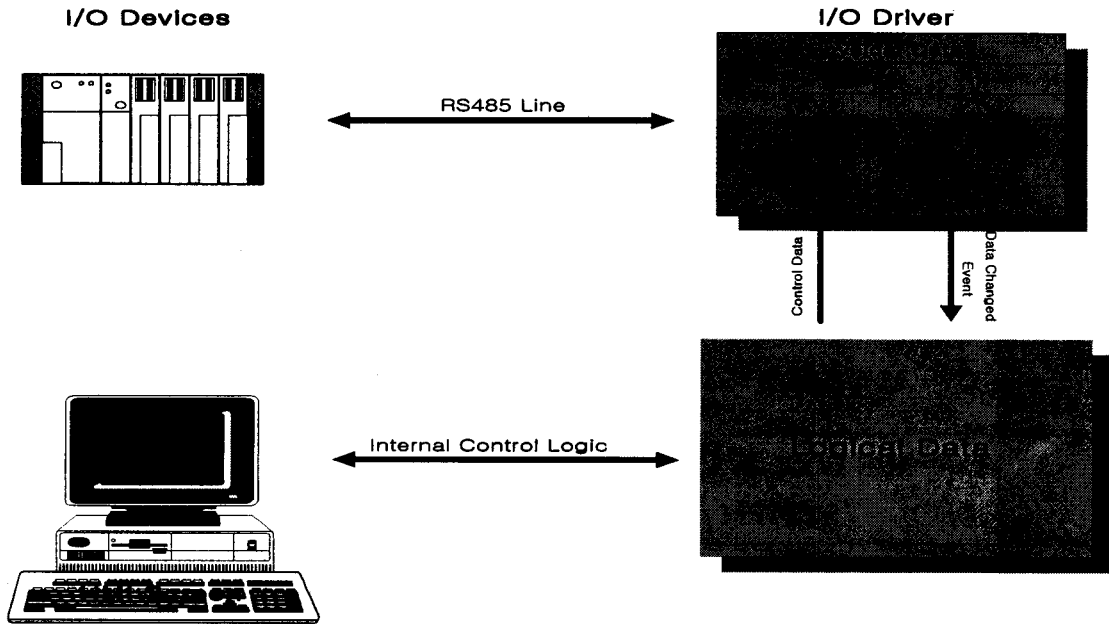 I/O Devices
I/O Driver
RS485 Line
Control Data
Data Changed
Event
Internal Control Logic
Logical Data